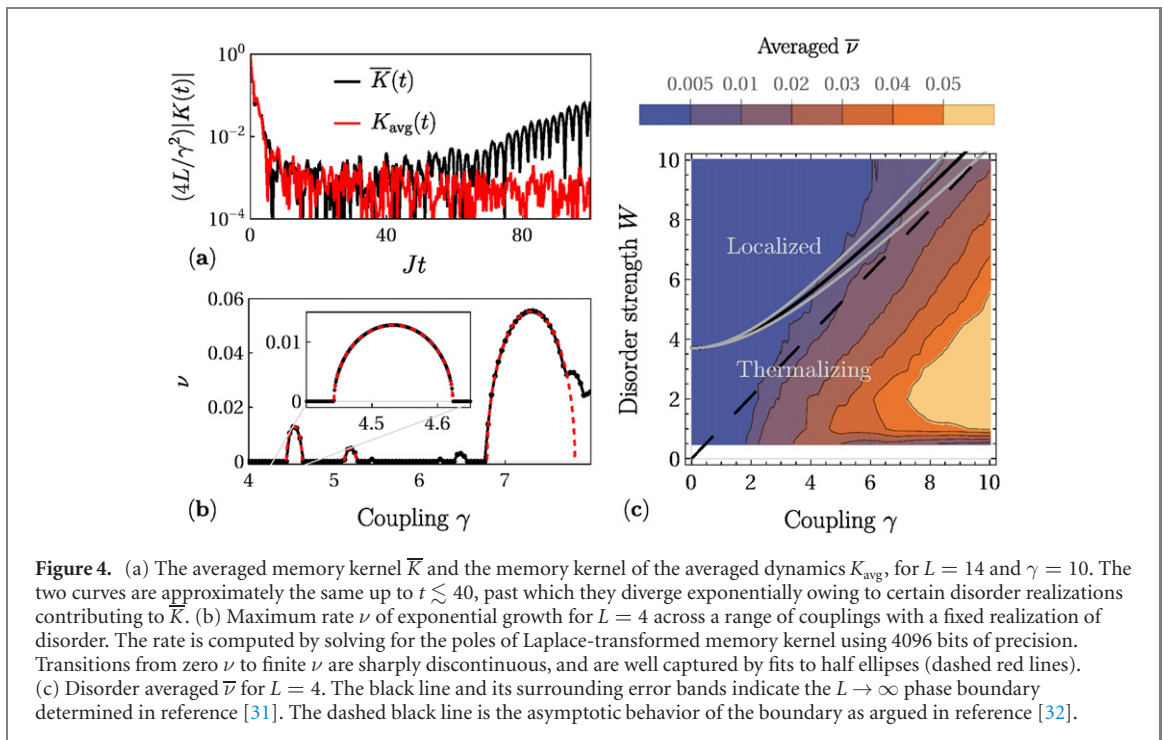 (4L/γ²)|K(t)|
10⁰
10⁻²
10⁻⁴
K̅(t)
K_avg(t)
0
40
80
Jt
(a)
ν
0.06
0.04
0.02
0
0.01
0
4.5
4.6
4
5
6
7
Coupling γ
(b)
Averaged ν̅
0.005 0.01 0.02 0.03 0.04 0.05
Disorder strength W
10
8
6
4
2
0
Localized
Thermalizing
0 2 4 6 8 10
Coupling γ
(c)
Figure 4. (a) The averaged memory kernel K̅ and the memory kernel of the averaged dynamics K_avg, for L = 14 and γ = 10. The
two curves are approximately the same up to t ≲ 40, past which they diverge exponentially owing to certain disorder realizations
contributing to K̅. (b) Maximum rate ν of exponential growth for L = 4 across a range of couplings with a fixed realization of
disorder. The rate is computed by solving for the poles of Laplace-transformed memory kernel using 4096 bits of precision.
Transitions from zero ν to finite ν are sharply discontinuous, and are well captured by fits to half ellipses (dashed red lines).
(c) Disorder averaged ν̅ for L = 4. The black line and its surrounding error bands indicate the L → ∞ phase boundary
determined in reference [31]. The dashed black line is the asymptotic behavior of the boundary as argued in reference [32].